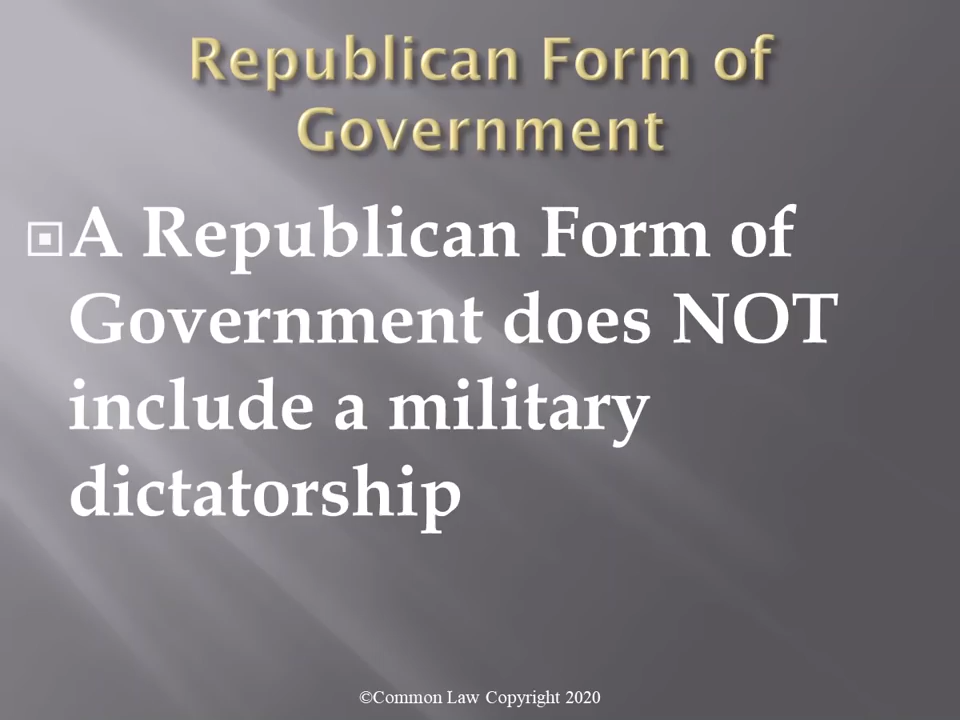 Republican Form of
Government
A Republican Form of
Government does NOT
include a military
dictatorship
©Common Law Copyright 2020